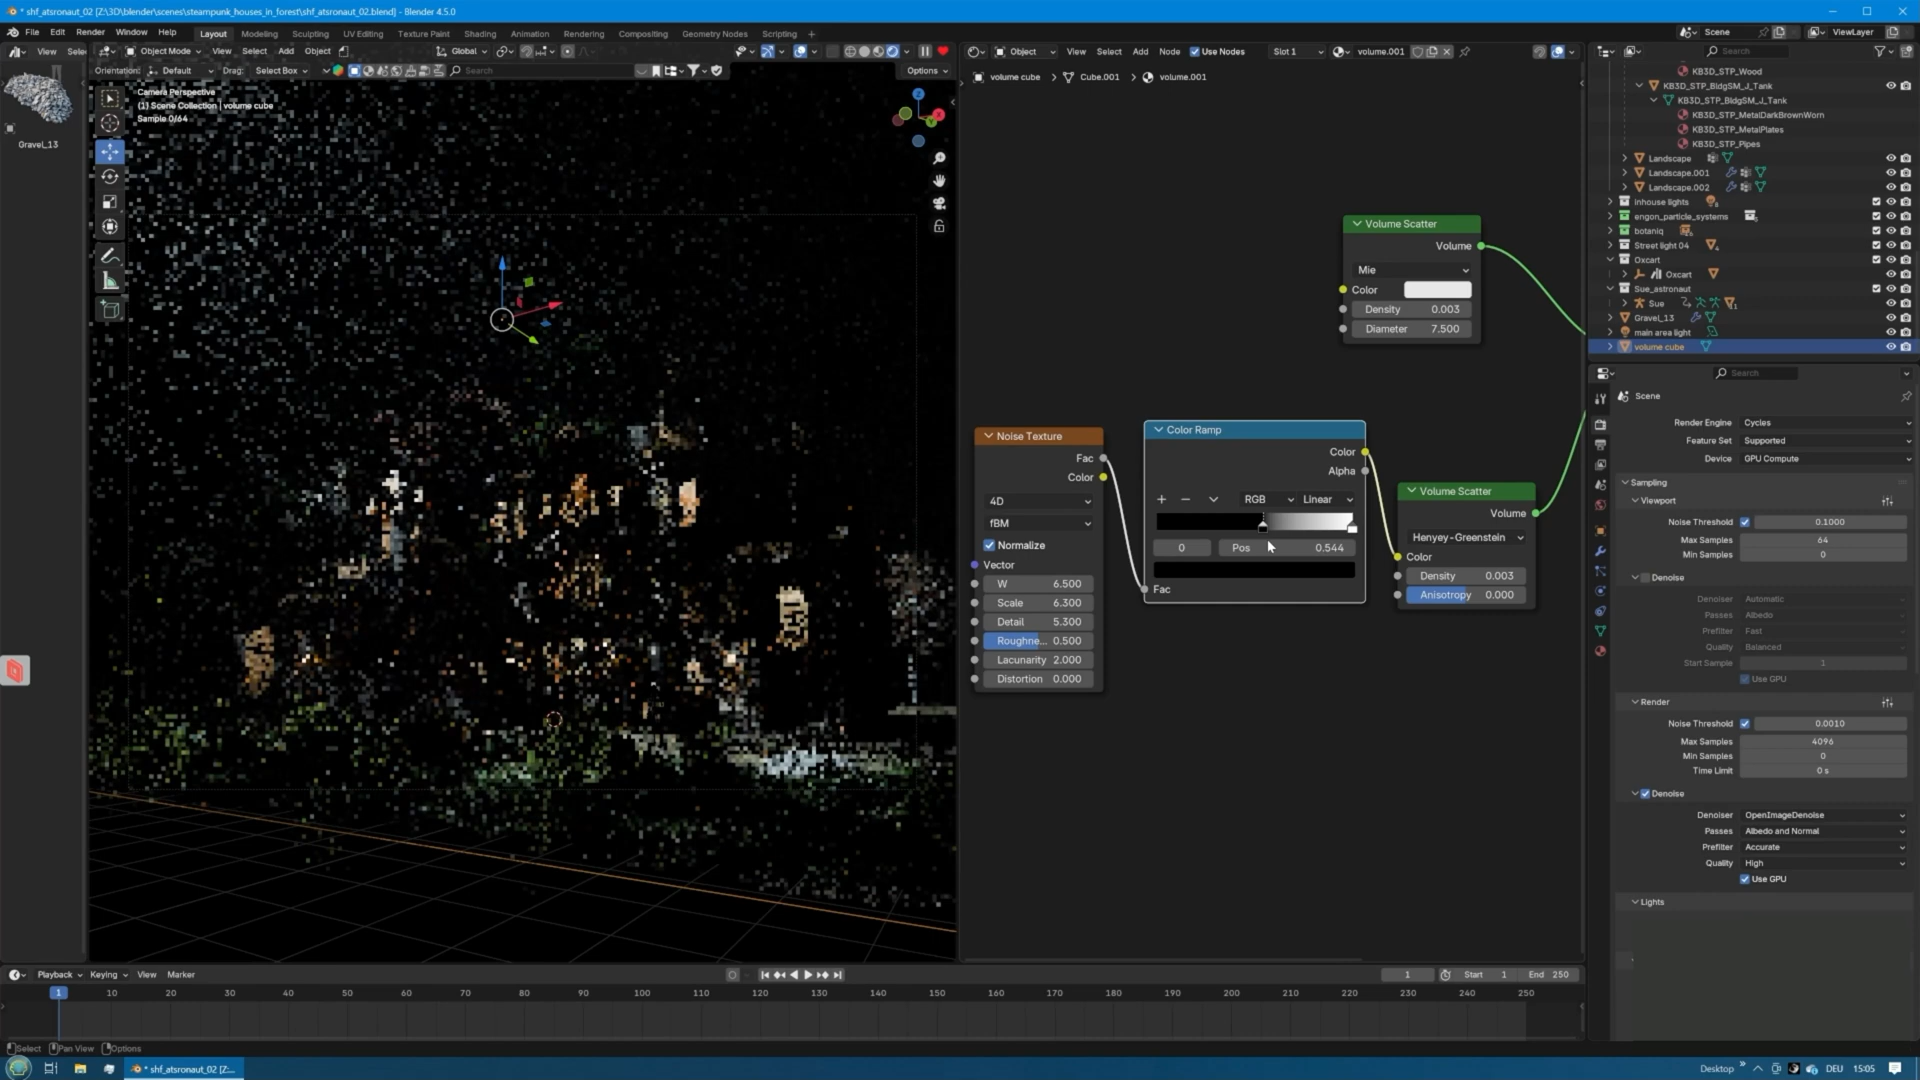 * shf_atsronaut_02 [Z:\3D\blender\scenes\steampunk_houses_in_forest\shf_atsronaut_02.blend] - Blender 4.5.0
File Edit Render Window Help Layout Modeling Sculpting UV Editing Texture Paint Shading Animation Rendering Compositing Geometry Nodes Scripting + Scene ViewLayer
View Selec Object Mode View Select Add Object Global Object View Select Add Node Use Nodes Slot 1 volume.001 Search
Orientation: Default Drag: Select Box Search Options
volume cube > Cube.001 > volume.001
Camera Perspective
(1) Scene Collection | volume cube
Sample 0/64
Gravel_13
Volume Scatter
Volume
Mie
Color
Density 0.003
Diameter 7.500
Noise Texture
Fac
Color
4D
fBM
Normalize
Vector
W 6.500
Scale 6.300
Detail 5.300
Roughne... 0.500
Lacunarity 2.000
Distortion 0.000
Color Ramp
Color
Alpha
RGB Linear
0 Pos 0.544
Fac
Volume Scatter
Volume
Henyey-Greenstein
Color
Density 0.003
Anisotropy 0.000
KB3D_STP_Wood
KB3D_STP_BldgSM_J_Tank
KB3D_STP_BldgSM_J_Tank
KB3D_STP_MetalDarkBrownWorn
KB3D_STP_MetalPlates
KB3D_STP_Pipes
Landscape
Landscape.001
Landscape.002
inhouse lights
engon_particle_systems
botaniq
Street light 04
Oxcart
Oxcart
Sue_astronaut
Sue
Gravel_13
main area light
volume cube
Search
Scene
Render Engine Cycles
Feature Set Supported
Device GPU Compute
Sampling
Viewport
Noise Threshold 0.1000
Max Samples 64
Min Samples 0
Denoise
Denoiser Automatic
Passes Albedo
Prefilter Fast
Quality Balanced
Start Sample 1
Use GPU
Render
Noise Threshold 0.0010
Max Samples 4096
Min Samples 0
Time Limit 0 s
Denoise
Denoiser OpenImageDenoise
Passes Albedo and Normal
Prefilter Accurate
Quality High
Use GPU
Lights
Playback Keying View Marker 1 Start 1 End 250
1 10 20 30 40 50 60 70 80 90 100 110 120 130 140 150 160 170 180 190 200 210 220 230 240 250
Select Pan View Options
* shf_atsronaut_02 [Z:... Desktop DEU 15:05